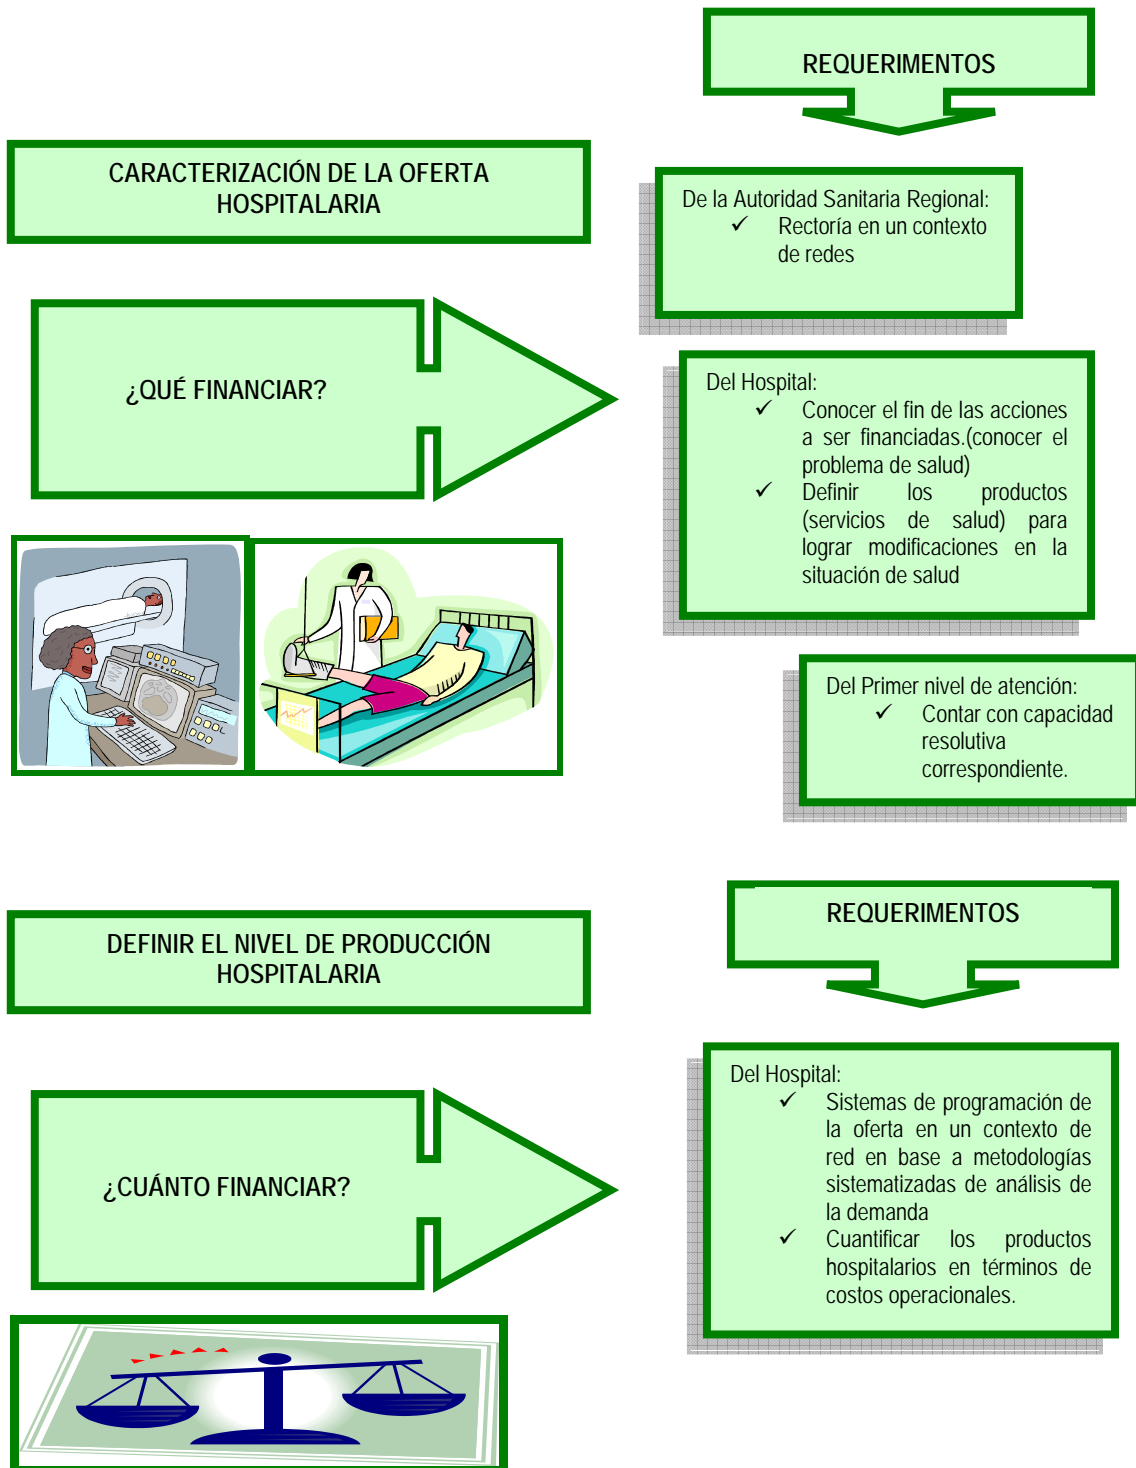 REQUERIMENTOS
CARACTERIZACIÓN DE LA OFERTA
HOSPITALARIA
De la Autoridad Sanitaria Regional:
✓ Rectoría en un contexto
de redes
¿QUÉ FINANCIAR?
Del Hospital:
✓ Conocer el fin de las acciones
a ser financiadas.(conocer el
problema de salud)
✓ Definir los productos
(servicios de salud) para
lograr modificaciones en la
situación de salud
Del Primer nivel de atención:
✓ Contar con capacidad
resolutiva
correspondiente.
REQUERIMENTOS
DEFINIR EL NIVEL DE PRODUCCIÓN
HOSPITALARIA
¿CUÁNTO FINANCIAR?
Del Hospital:
✓ Sistemas de programación de
la oferta en un contexto de
red en base a metodologías
sistematizadas de análisis de
la demanda
✓ Cuantificar los productos
hospitalarios en términos de
costos operacionales.